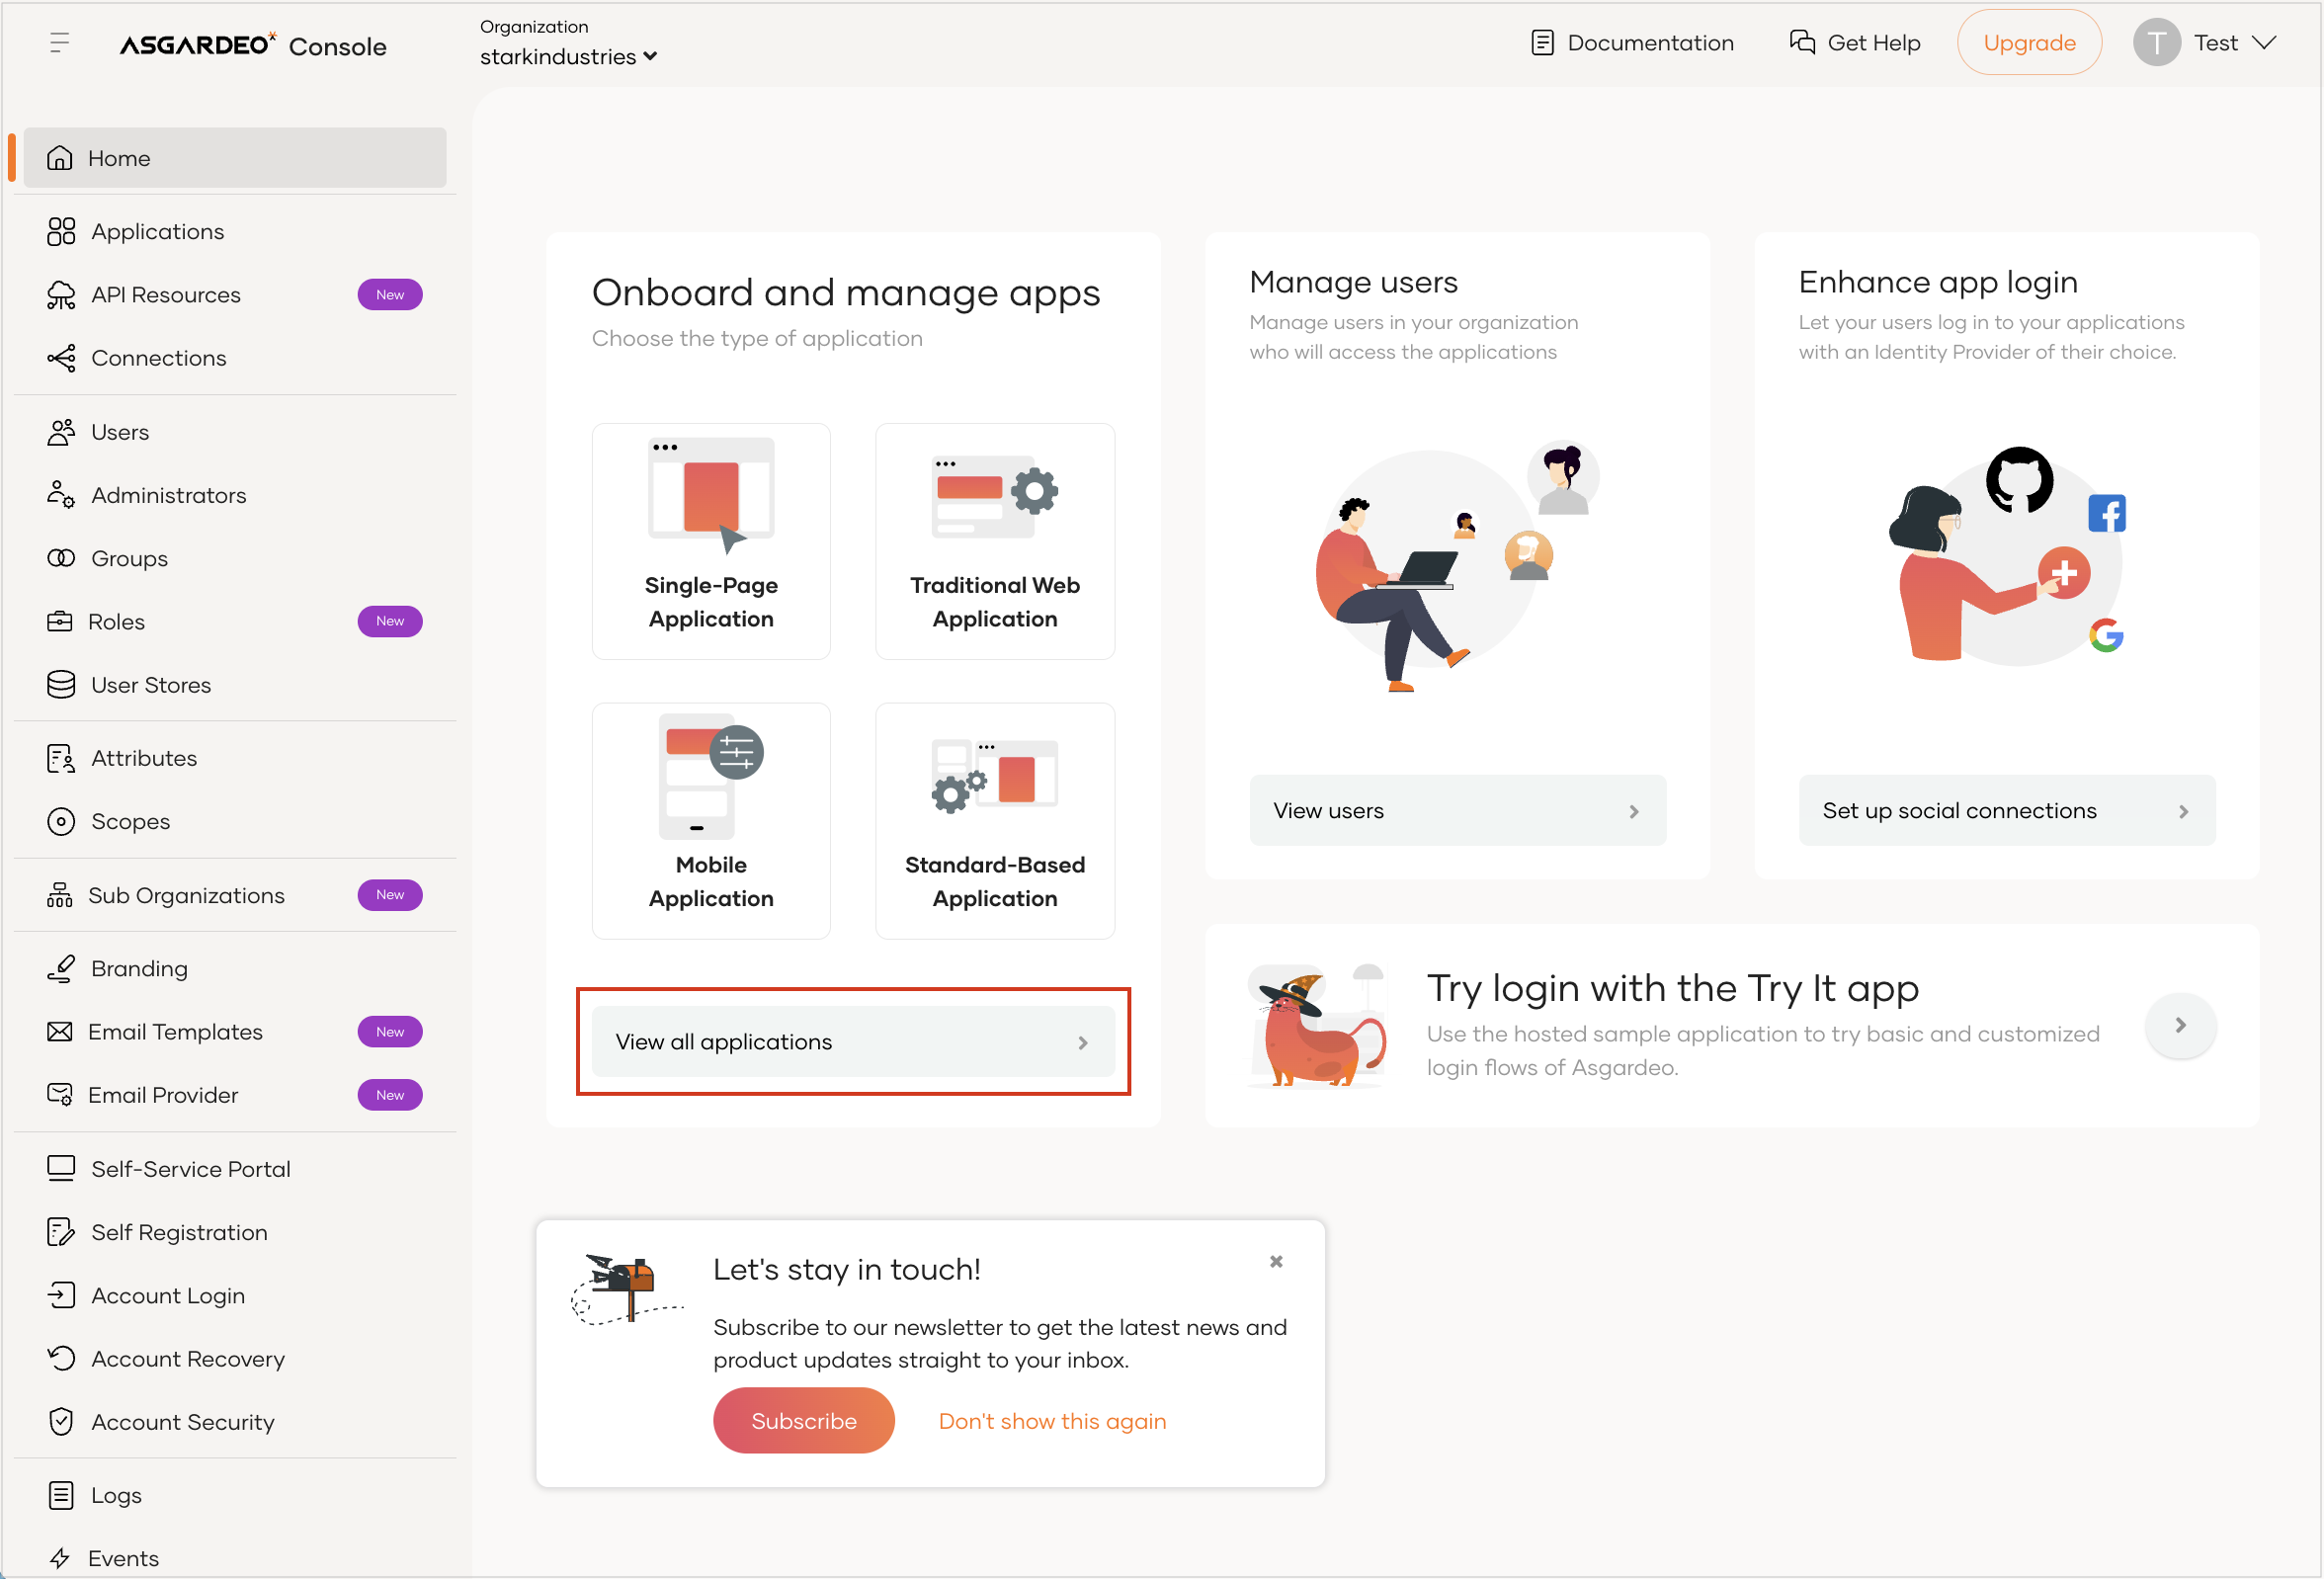 ASGARDEO Console
Organization
starkindustries
Documentation
Get Help
Upgrade
T
Test
Home
Applications
API Resources
New
Connections
Users
Administrators
Groups
Roles
New
User Stores
Attributes
Scopes
Sub Organizations
New
Branding
Email Templates
New
Email Provider
New
Self-Service Portal
Self Registration
Account Login
Account Recovery
Account Security
Logs
Events
Onboard and manage apps
Choose the type of application
Single-Page
Application
Traditional Web
Application
Mobile
Application
Standard-Based
Application
View all applications
Manage users
Manage users in your organization
who will access the applications
View users
Enhance app login
Let your users log in to your applications
with an Identity Provider of their choice.
Set up social connections
Try login with the Try It app
Use the hosted sample application to try basic and customized
login flows of Asgardeo.
Let's stay in touch!
Subscribe to our newsletter to get the latest news and
product updates straight to your inbox.
Subscribe
Don't show this again